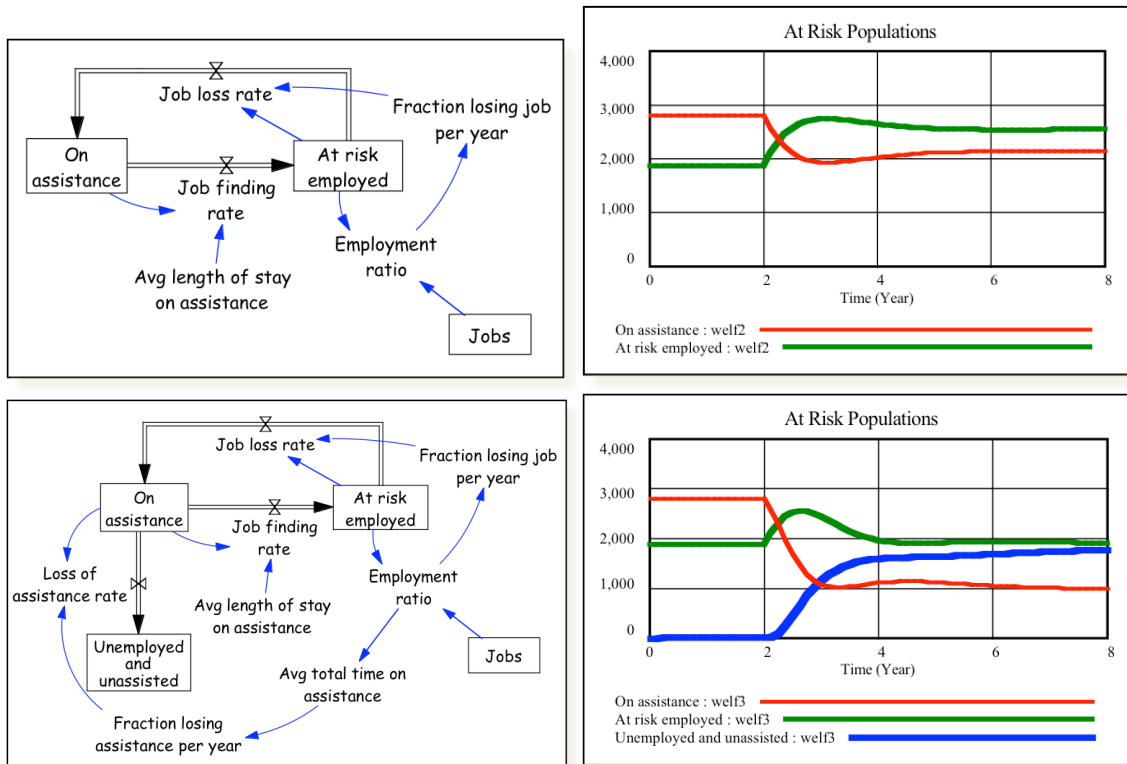 Job loss rate
Fraction losing job
per year
On
assistance
At risk
employed
Job finding
rate
Employment
ratio
Avg length of stay
on assistance
Jobs
At Risk Populations
4,000
3,000
2,000
1,000
0
0
2
4
6
8
Time (Year)
On assistance : welf2
At risk employed : welf2
Job loss rate
Fraction losing job
per year
On
assistance
At risk
employed
Job finding
rate
Loss of
assistance rate
Employment
ratio
Avg length of stay
on assistance
Unemployed
and
unassisted
Jobs
Avg total time on
assistance
Fraction losing
assistance per year
At Risk Populations
4,000
3,000
2,000
1,000
0
0
2
4
6
8
Time (Year)
On assistance : welf3
At risk employed : welf3
Unemployed and unassisted : welf3